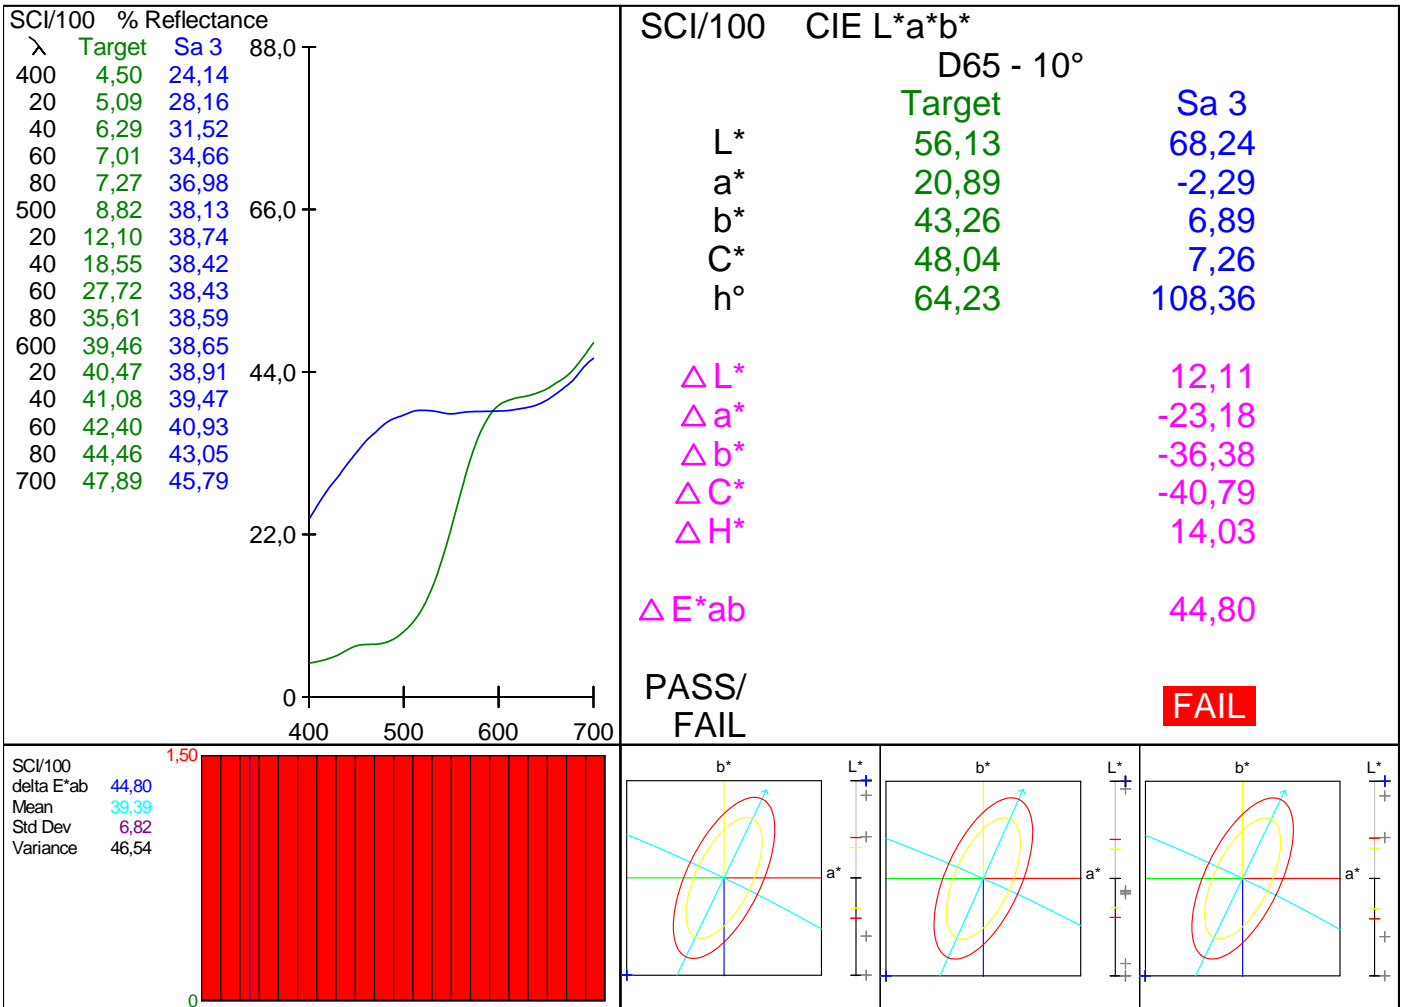 SCI/100 % Reflectance
λ Target Sa 3
400 4,50 24,14
20 5,09 28,16
40 6,29 31,52
60 7,01 34,66
80 7,27 36,98
500 8,82 38,13
20 12,10 38,74
40 18,55 38,42
60 27,72 38,43
80 35,61 38,59
600 39,46 38,65
20 40,47 38,91
40 41,08 39,47
60 42,40 40,93
80 44,46 43,05
700 47,89 45,79
88,0
66,0
44,0
22,0
0
400 500 600 700
SCI/100 CIE L*a*b*
D65 - 10°
Target Sa 3
L* 56,13 68,24
a* 20,89 -2,29
b* 43,26 6,89
C* 48,04 7,26
h° 64,23 108,36
△ L* 12,11
△ a* -23,18
△ b* -36,38
△ C* -40,79
△ H* 14,03
△ E*ab 44,80
PASS/
FAIL
FAIL
SCI/100
delta E*ab 44,80
Mean 39,39
Std Dev 6,82
Variance 46,54
1,50
0
b* L*
a*
b* L*
a*
b* L*
a*